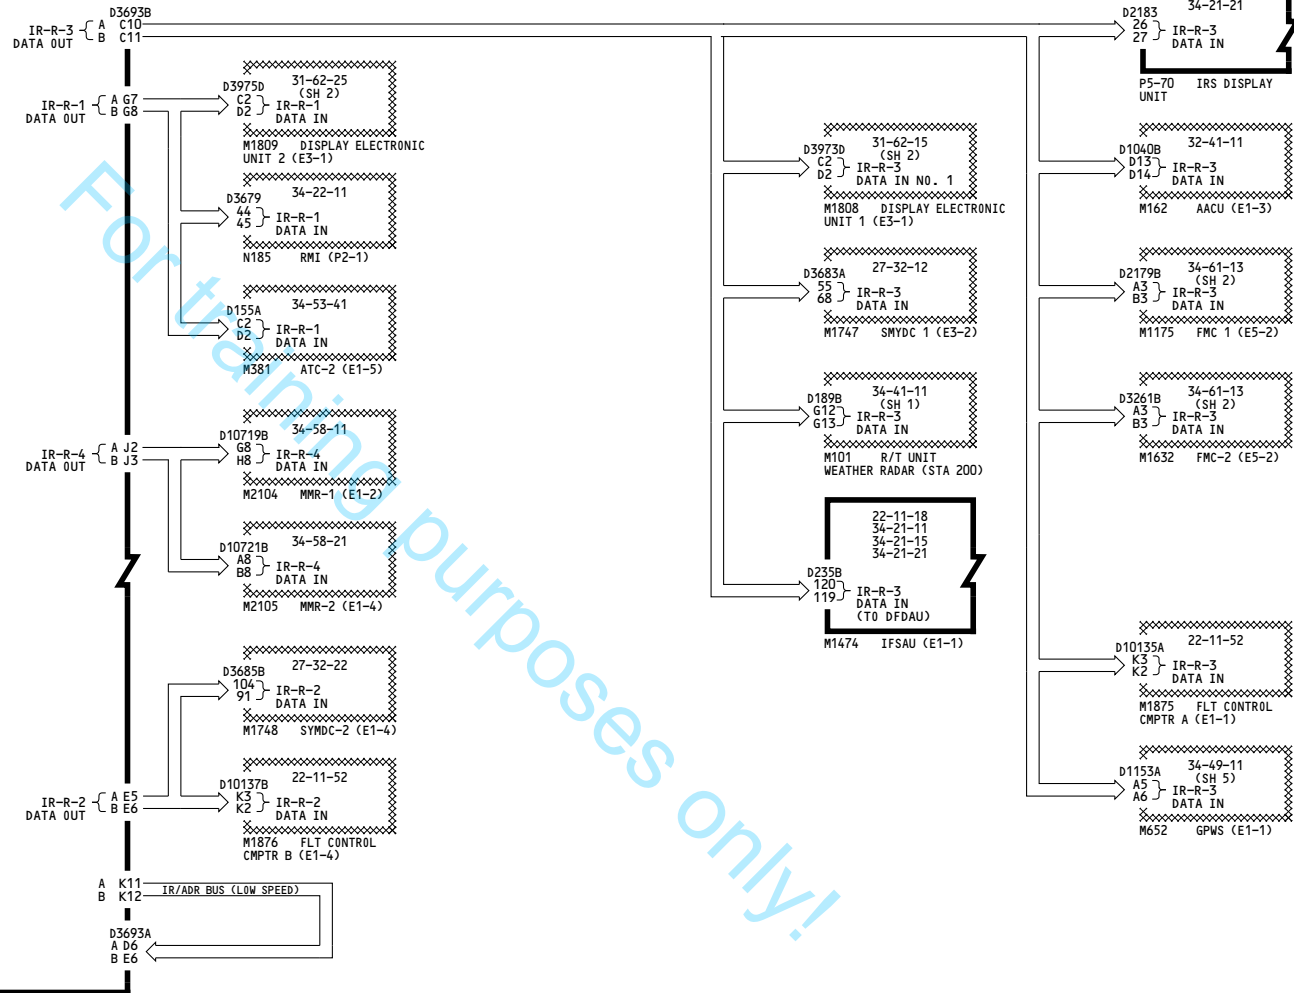 D3693B
IR-R-3 DATA OUT
A C10
B C11
IR-R-1 DATA OUT
A G7
B G8
D3975D
C2
D2
31-62-25
(SH 2)
IR-R-1
DATA IN
M1809 DISPLAY ELECTRONIC
UNIT 2 (E3-1)
D3679
44
45
34-22-11
IR-R-1
DATA IN
N185 RMI (P2-1)
D155A
C2
D2
34-53-41
IR-R-1
DATA IN
M381 ATC-2 (E1-5)
IR-R-4
DATA OUT
A J2
B J3
D10719B
G8
H8
34-58-11
IR-R-4
DATA IN
M2104 MMR-1 (E1-2)
D10721B
A8
B8
34-58-21
IR-R-4
DATA IN
M2105 MMR-2 (E1-4)
D3685B
104
91
27-32-22
IR-R-2
DATA IN
M1748 SYMDC-2 (E1-4)
IR-R-2
DATA OUT
A E5
B E6
D10137B
K3
K2
22-11-52
IR-R-2
DATA IN
M1876 FLT CONTROL
CMPTR B (E1-4)
A K11
B K12
IR/ADR BUS (LOW SPEED)
D3693A
A D6
B E6
D3973D
C2
D2
31-62-15
(SH 2)
IR-R-3
DATA IN NO. 1
M1808 DISPLAY ELECTRONIC
UNIT 1 (E3-1)
D3683A
55
68
27-32-12
IR-R-3
DATA IN
M1747 SMYDC 1 (E3-2)
D189B
G12
G13
34-41-11
(SH 1)
IR-R-3
DATA IN
M101 R/T UNIT
WEATHER RADAR (STA 200)
22-11-18
34-21-11
34-21-15
34-21-21
D235B
120
119
IR-R-3
DATA IN
(TO DFDAU)
M1474 IFSAU (E1-1)
34-21-21
D2183
26
27
IR-R-3
DATA IN
P5-70 IRS DISPLAY
UNIT
D1040B
D13
D14
32-41-11
IR-R-3
DATA IN
M162 AACU (E1-3)
D2179B
A3
B3
34-61-13
(SH 2)
IR-R-3
DATA IN
M1175 FMC 1 (E5-2)
D3261B
A3
B3
34-61-13
(SH 2)
IR-R-3
DATA IN
M1632 FMC-2 (E5-2)
D10135A
K3
K2
22-11-52
IR-R-3
DATA IN
M1875 FLT CONTROL
CMPTR A (E1-1)
D1153A
A5
A6
34-49-11
(SH 5)
IR-R-3
DATA IN
M652 GPWS (E1-1)
For training purposes only!